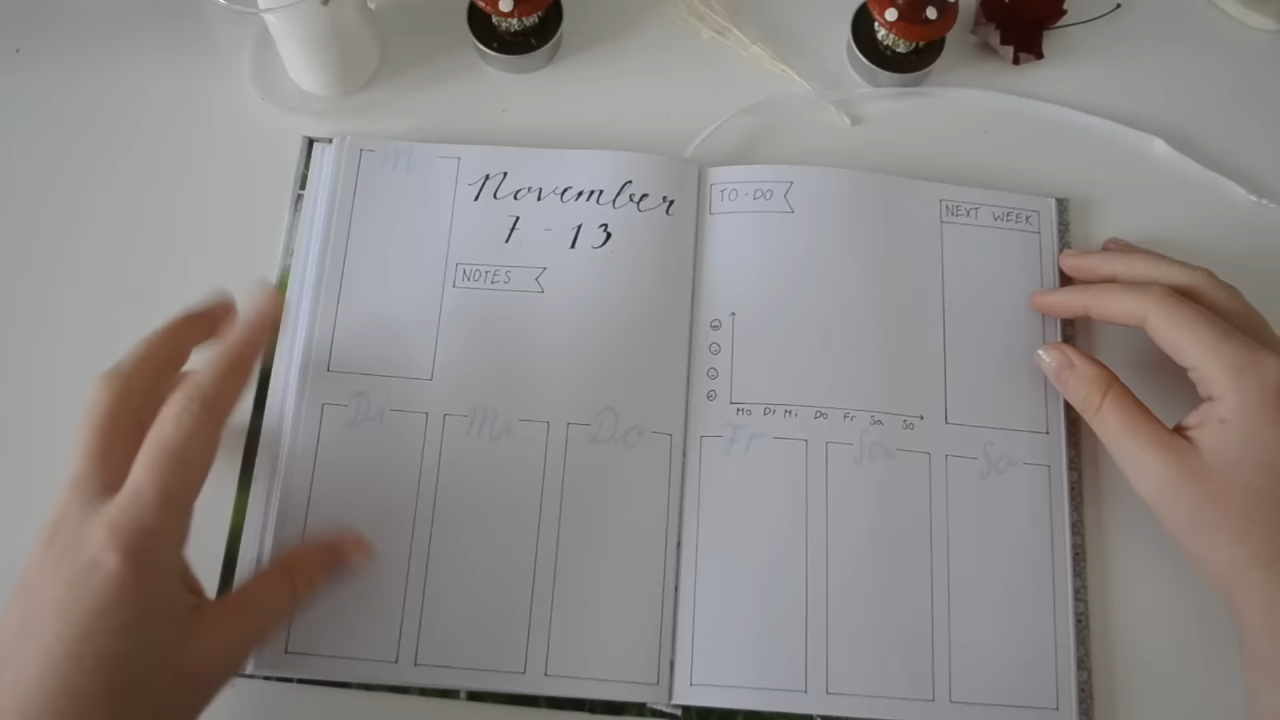 M
November
7 - 13
NOTES
Di
Mi
Do
TO-DO
NEXT WEEK
Mo Di Mi Do Fr Sa So
Fr
Sa
So